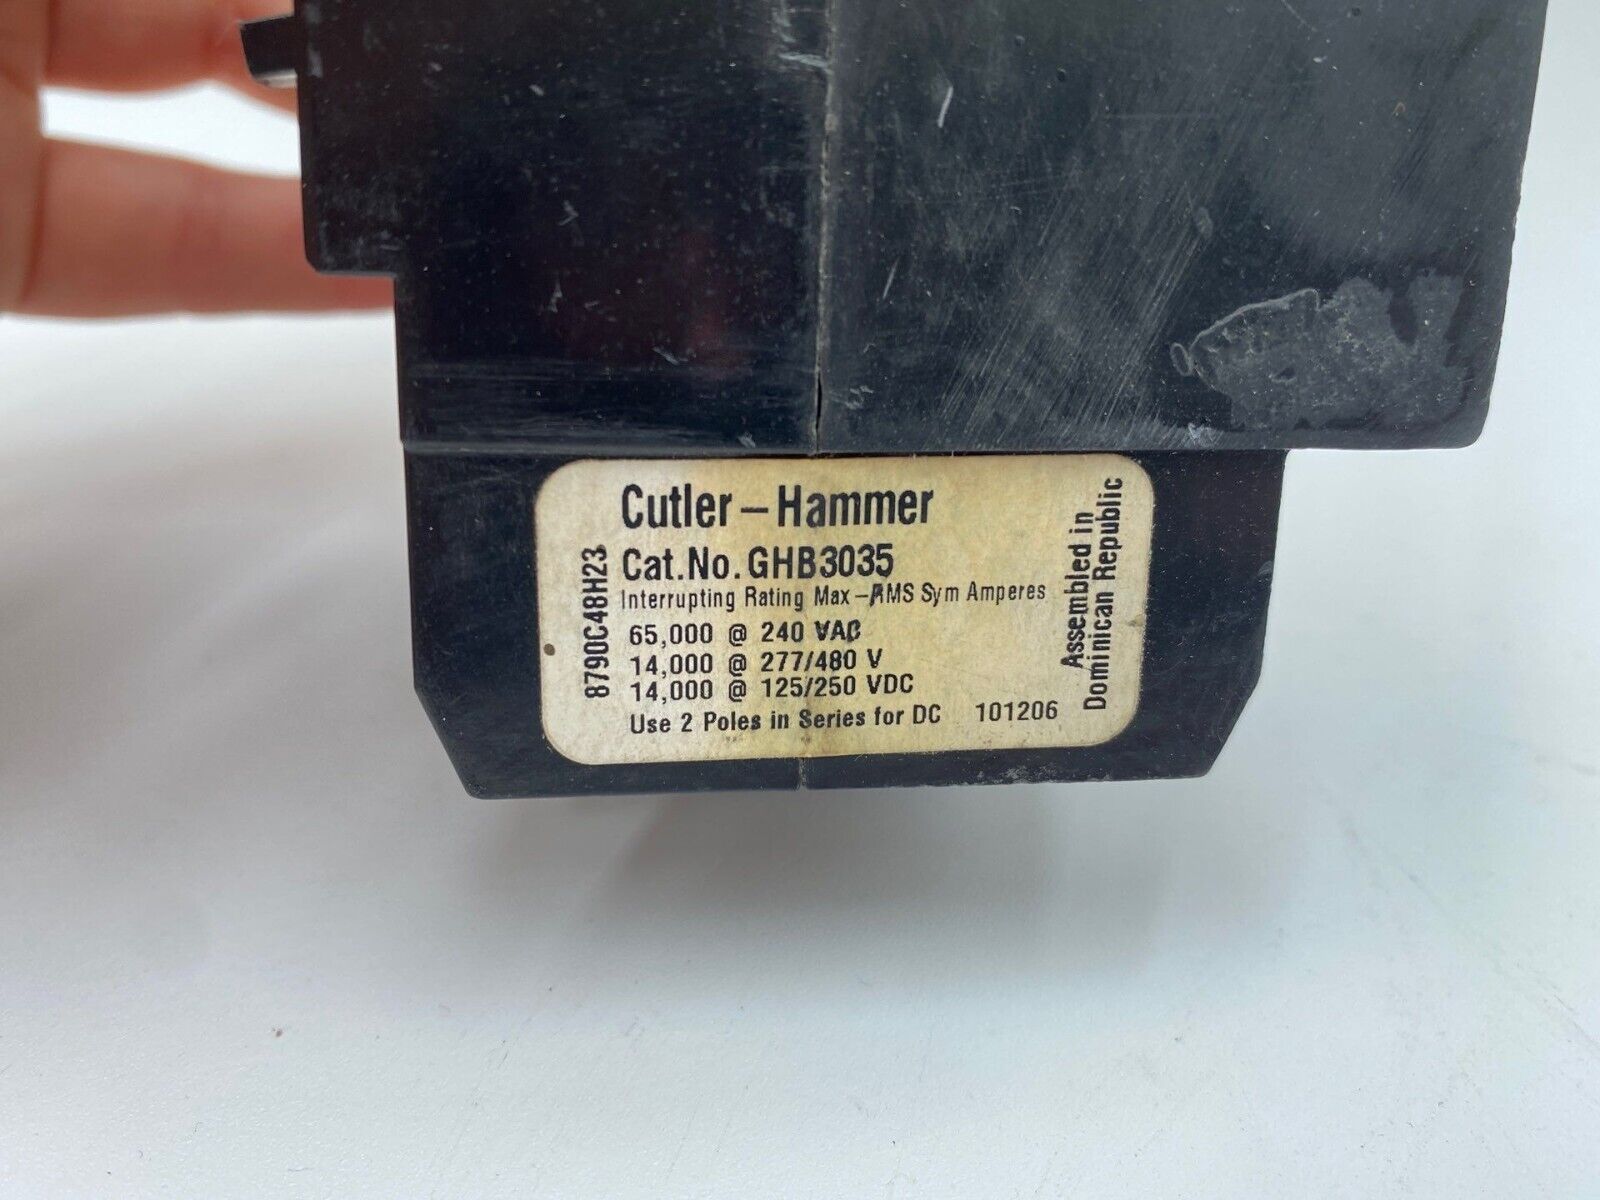 Cutler-Hammer
Cat.No. GHB3035
Interrupting Rating Max-RMS Sym Amperes
65,000 @ 240 VAC
14,000 @ 277/480 V
14,000 @ 125/250 VDC
Use 2 Poles in Series for DC 101206
8790C48H23
Assembled in
Dominican Republic